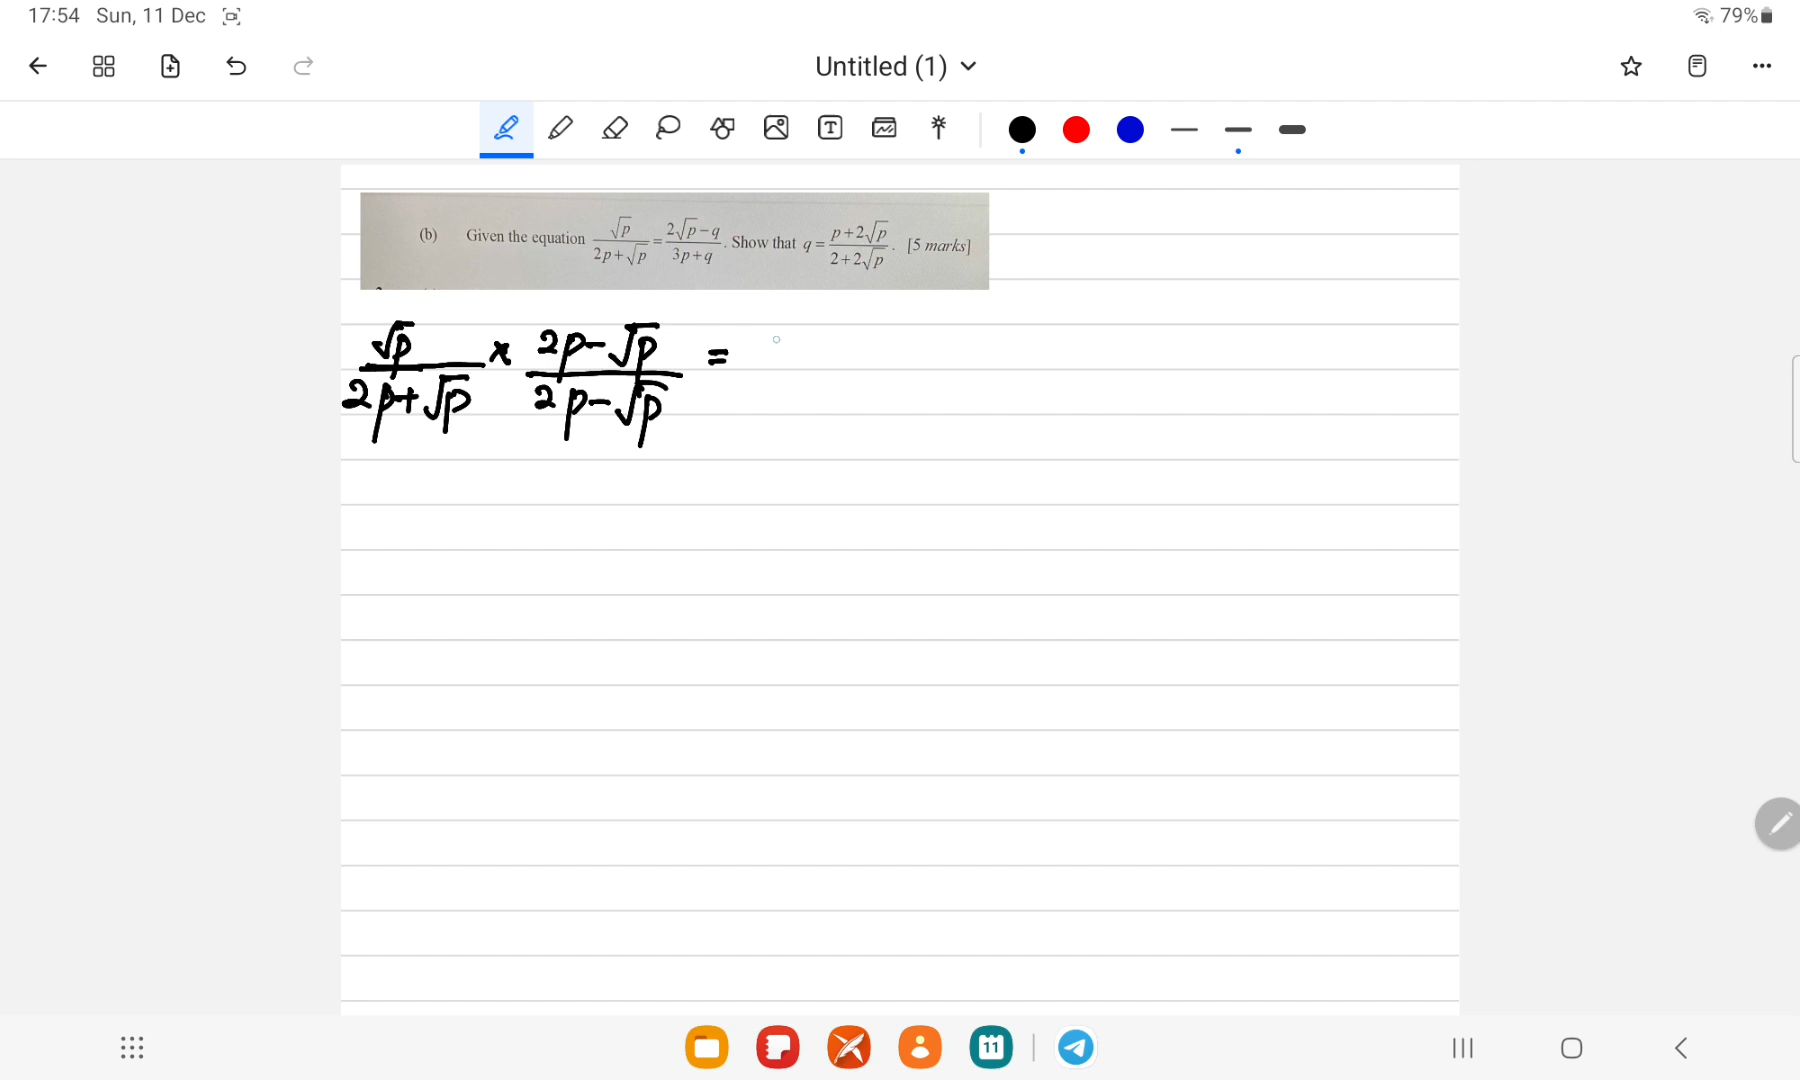 17:54 Sun, 11 Dec 79%
Untitled (1)
(b) Given the equation √p/(2p+√p) = (2√p−q)/(3p+q). Show that q = (p+2√p)/(2+2√p). [5 marks]
√p/(2p+√p) × (2p−√p)/(2p−√p) =
11